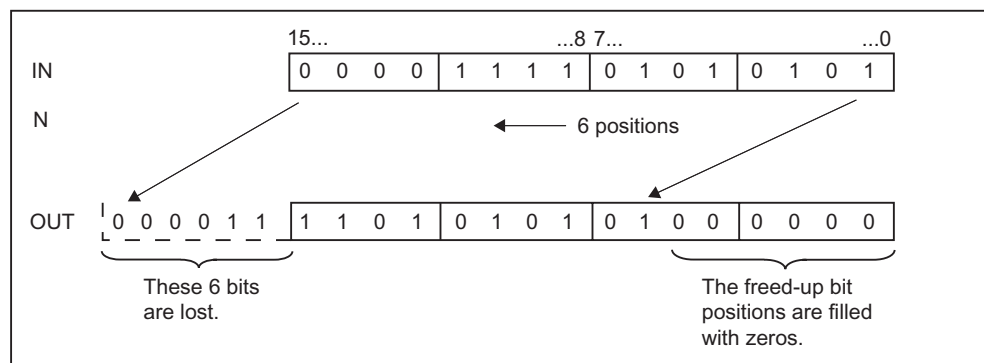 15... ...8 7... ...0
IN 0 0 0 0 1 1 1 1 0 1 0 1 0 1 0 1
N 6 positions
OUT 0 0 0 0 1 1 1 1 0 1 0 1 0 1 0 1 0 0 0 0 0 0
These 6 bits The freed-up bit
are lost. positions are filled
with zeros.